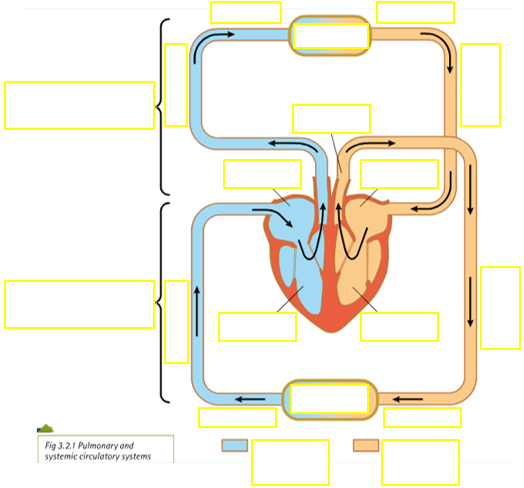 Fig 3.2.1 Pulmonary and
systemic circulatory systems